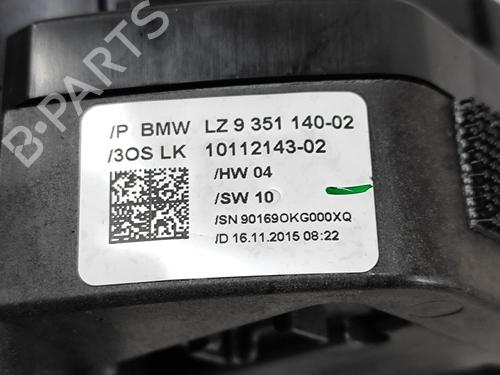 B-PARTS
/P BMW LZ 9 351 140-02
/3OS LK 10112143-02
/HW 04
/SW 10
/SN 90169OKG000XQ
/D 16.11.2015 08:22